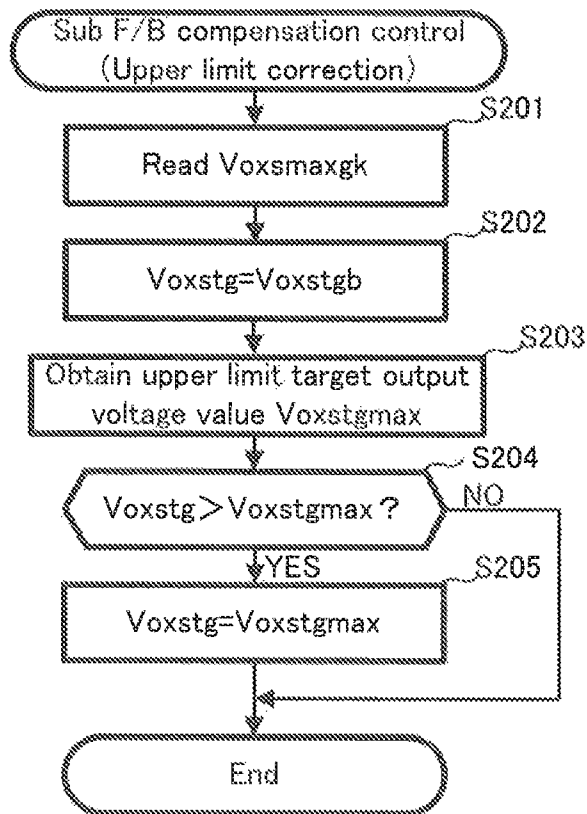 Sub F/B compensation control
(Upper limit correction)
S201
Read Voxsmaxgk
S202
Voxstg=Voxstgb
S203
Obtain upper limit target output
voltage value Voxstgmax
S204
Voxstg>Voxstgmax?
NO
YES
S205
Voxstg=Voxstgmax
End